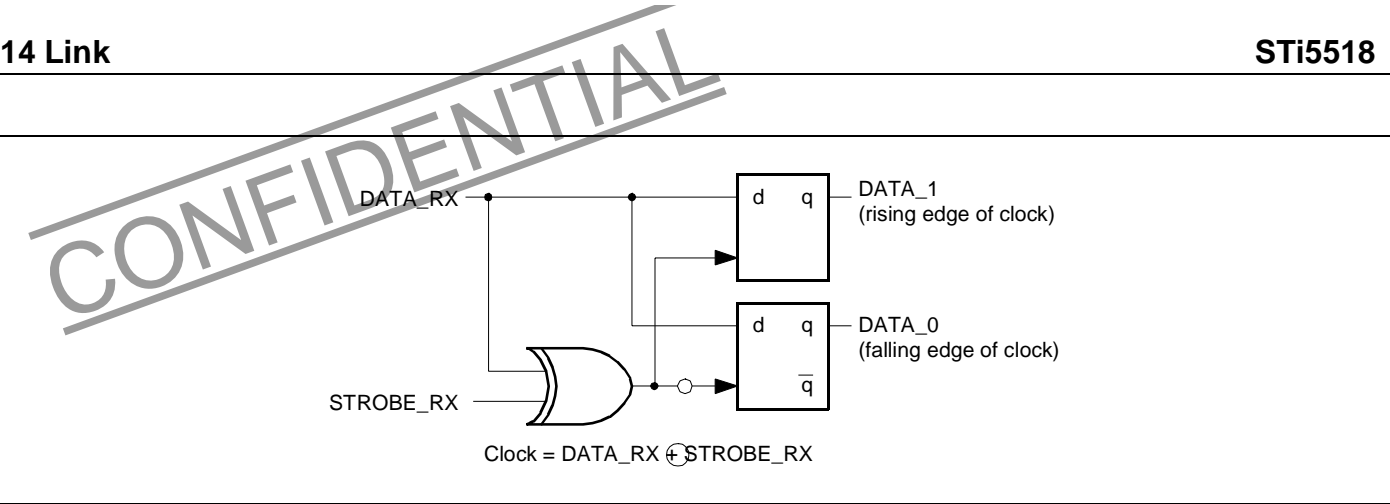 14 Link
STi5518
CONFIDENTIAL
DATA_RX
d q
DATA_1
(rising edge of clock)
d q
DATA_0
(falling edge of clock)
q̅
STROBE_RX
Clock = DATA_RX ⊕ STROBE_RX